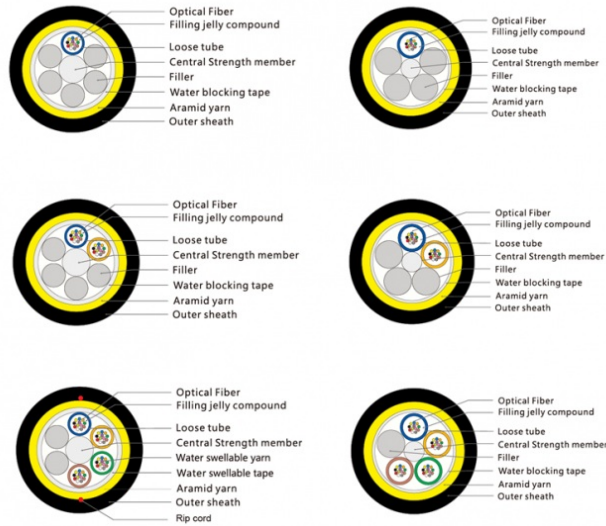 Optical Fiber
Filling jelly compound
Loose tube
Central Strength member
Filler
Water blocking tape
Aramid yarn
Outer sheath
Optical Fiber
Filling jelly compound
Loose tube
Central Strength member
Filler
Water blocking tape
Aramid yarn
Outer sheath
Optical Fiber
Filling jelly compound
Loose tube
Central Strength member
Filler
Water blocking tape
Aramid yarn
Outer sheath
Optical Fiber
Filling jelly compound
Loose tube
Central Strength member
Filler
Water blocking tape
Aramid yarn
Outer sheath
Optical Fiber
Filling jelly compound
Loose tube
Central Strength member
Water swellable yarn
Water swellable tape
Aramid yarn
Outer sheath
Rip cord
Optical Fiber
Filling jelly compound
Loose tube
Central Strength member
Filler
Water blocking tape
Aramid yarn
Outer sheath